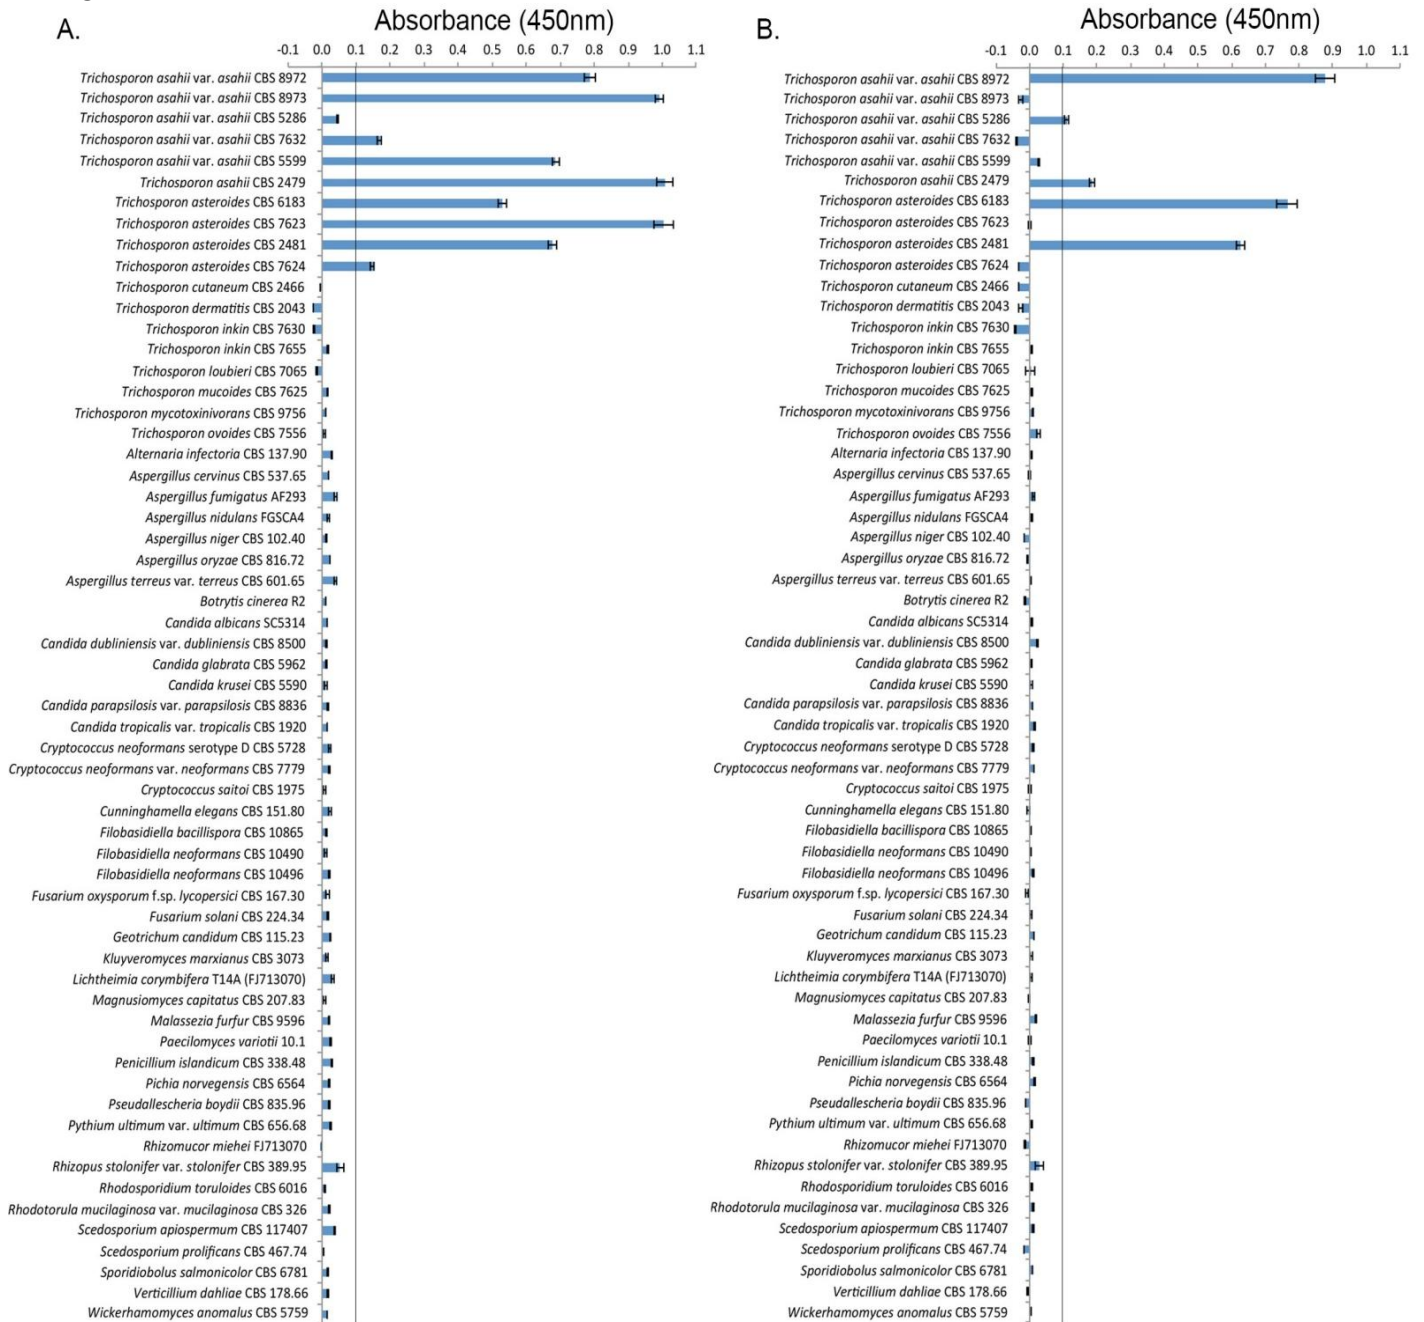 A.
Absorbance (450nm)
-0.1 0.0 0.1 0.2 0.3 0.4 0.5 0.6 0.7 0.8 0.9 1.0 1.1
Trichosporon asahii var. asahii CBS 8972
Trichosporon asahii var. asahii CBS 8973
Trichosporon asahii var. asahii CBS 5286
Trichosporon asahii var. asahii CBS 7632
Trichosporon asahii var. asahii CBS 5599
Trichosporon asahii CBS 2479
Trichosporon asteroides CBS 6183
Trichosporon asteroides CBS 7623
Trichosporon asteroides CBS 2481
Trichosporon asteroides CBS 7624
Trichosporon cutaneum CBS 2466
Trichosporon dermatitis CBS 2043
Trichosporon inkin CBS 7630
Trichosporon inkin CBS 7655
Trichosporon loubieri CBS 7065
Trichosporon mucoides CBS 7625
Trichosporon mycotoxinivorans CBS 9756
Trichosporon ovoides CBS 7556
Alternaria infectoria CBS 137.90
Aspergillus cervinus CBS 537.65
Aspergillus fumigatus AF293
Aspergillus nidulans FGSCA4
Aspergillus niger CBS 102.40
Aspergillus oryzae CBS 816.72
Aspergillus terreus var. terreus CBS 601.65
Botrytis cinerea R2
Candida albicans SC5314
Candida dubliniensis var. dubliniensis CBS 8500
Candida glabrata CBS 5962
Candida krusei CBS 5590
Candida parapsilosis var. parapsilosis CBS 8836
Candida tropicalis var. tropicalis CBS 1920
Cryptococcus neoformans serotype D CBS 5728
Cryptococcus neoformans var. neoformans CBS 7779
Cryptococcus saitoi CBS 1975
Cunninghamella elegans CBS 151.80
Filobasidiella bacillispora CBS 10865
Filobasidiella neoformans CBS 10490
Filobasidiella neoformans CBS 10496
Fusarium oxysporum f.sp. lycopersici CBS 167.30
Fusarium solani CBS 224.34
Geotrichum candidum CBS 115.23
Kluyveromyces marxianus CBS 3073
Lichtheimia corymbifera T14A (FJ713070)
Magnusiomyces capitatus CBS 207.83
Malassezia furfur CBS 9596
Paecilomyces variotii 10.1
Penicillium islandicum CBS 338.48
Pichia norvegensis CBS 6564
Pseudallescheria boydii CBS 835.96
Pythium ultimum var. ultimum CBS 656.68
Rhizomucor miehei FJ713070
Rhizopus stolonifer var. stolonifer CBS 389.95
Rhodosporidium toruloides CBS 6016
Rhodotorula mucilaginosa var. mucilaginosa CBS 326
Scedosporium apiospermum CBS 117407
Scedosporium prolificans CBS 467.74
Sporidiobolus salmonicolor CBS 6781
Verticillium dahliae CBS 178.66
Wickerhamomyces anomalus CBS 5759
B.
Absorbance (450nm)
-0.1 0.0 0.1 0.2 0.3 0.4 0.5 0.6 0.7 0.8 0.9 1.0 1.1
Trichosporon asahii var. asahii CBS 8972
Trichosporon asahii var. asahii CBS 8973
Trichosporon asahii var. asahii CBS 5286
Trichosporon asahii var. asahii CBS 7632
Trichosporon asahii var. asahii CBS 5599
Trichosporon asahii CBS 2479
Trichosporon asteroides CBS 6183
Trichosporon asteroides CBS 7623
Trichosporon asteroides CBS 2481
Trichosporon asteroides CBS 7624
Trichosporon cutaneum CBS 2466
Trichosporon dermatitis CBS 2043
Trichosporon inkin CBS 7630
Trichosporon inkin CBS 7655
Trichosporon loubieri CBS 7065
Trichosporon mucoides CBS 7625
Trichosporon mycotoxinivorans CBS 9756
Trichosporon ovoides CBS 7556
Alternaria infectoria CBS 137.90
Aspergillus cervinus CBS 537.65
Aspergillus fumigatus AF293
Aspergillus nidulans FGSCA4
Aspergillus niger CBS 102.40
Aspergillus oryzae CBS 816.72
Aspergillus terreus var. terreus CBS 601.65
Botrytis cinerea R2
Candida albicans SC5314
Candida dubliniensis var. dubliniensis CBS 8500
Candida glabrata CBS 5962
Candida krusei CBS 5590
Candida parapsilosis var. parapsilosis CBS 8836
Candida tropicalis var. tropicalis CBS 1920
Cryptococcus neoformans serotype D CBS 5728
Cryptococcus neoformans var. neoformans CBS 7779
Cryptococcus saitoi CBS 1975
Cunninghamella elegans CBS 151.80
Filobasidiella bacillispora CBS 10865
Filobasidiella neoformans CBS 10490
Filobasidiella neoformans CBS 10496
Fusarium oxysporum f.sp. lycopersici CBS 167.30
Fusarium solani CBS 224.34
Geotrichum candidum CBS 115.23
Kluyveromyces marxianus CBS 3073
Lichtheimia corymbifera T14A (FJ713070)
Magnusiomyces capitatus CBS 207.83
Malassezia furfur CBS 9596
Paecilomyces variotii 10.1
Penicillium islandicum CBS 338.48
Pichia norvegensis CBS 6564
Pseudallescheria boydii CBS 835.96
Pythium ultimum var. ultimum CBS 656.68
Rhizomucor miehei FJ713070
Rhizopus stolonifer var. stolonifer CBS 389.95
Rhodosporidium toruloides CBS 6016
Rhodotorula mucilaginosa var. mucilaginosa CBS 326
Scedosporium apiospermum CBS 117407
Scedosporium prolificans CBS 467.74
Sporidiobolus salmonicolor CBS 6781
Verticillium dahliae CBS 178.66
Wickerhamomyces anomalus CBS 5759